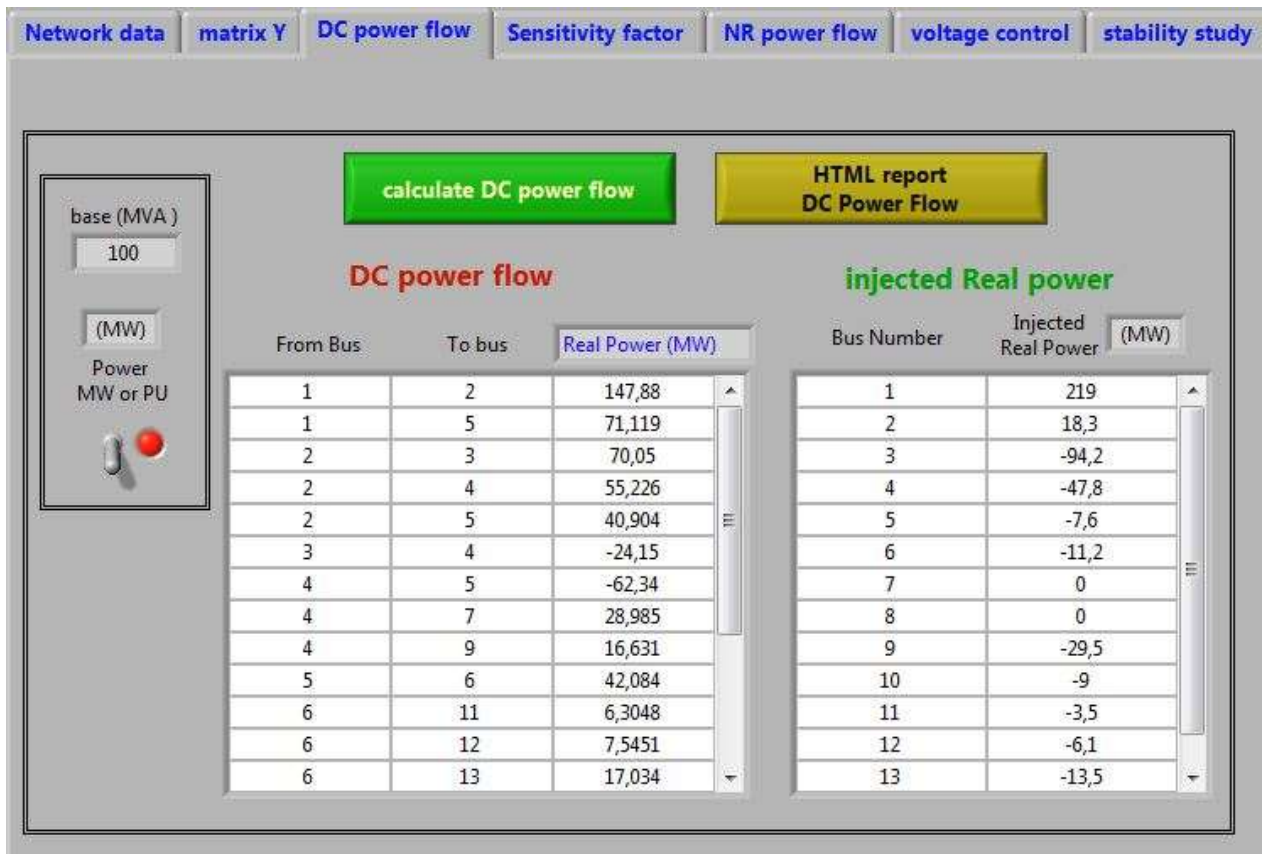 Network data matrix Y DC power flow Sensitivity factor NR power flow voltage control stability study
calculate DC power flow
HTML report
DC Power Flow
base (MVA )
100
(MW)
Power
MW or PU
DC power flow
From Bus To bus Real Power (MW)
1 2 147,88
1 5 71,119
2 3 70,05
2 4 55,226
2 5 40,904
3 4 -24,15
4 5 -62,34
4 7 28,985
4 9 16,631
5 6 42,084
6 11 6,3048
6 12 7,5451
6 13 17,034
injected Real power
Bus Number Injected
Real Power (MW)
1 219
2 18,3
3 -94,2
4 -47,8
5 -7,6
6 -11,2
7 0
8 0
9 -29,5
10 -9
11 -3,5
12 -6,1
13 -13,5